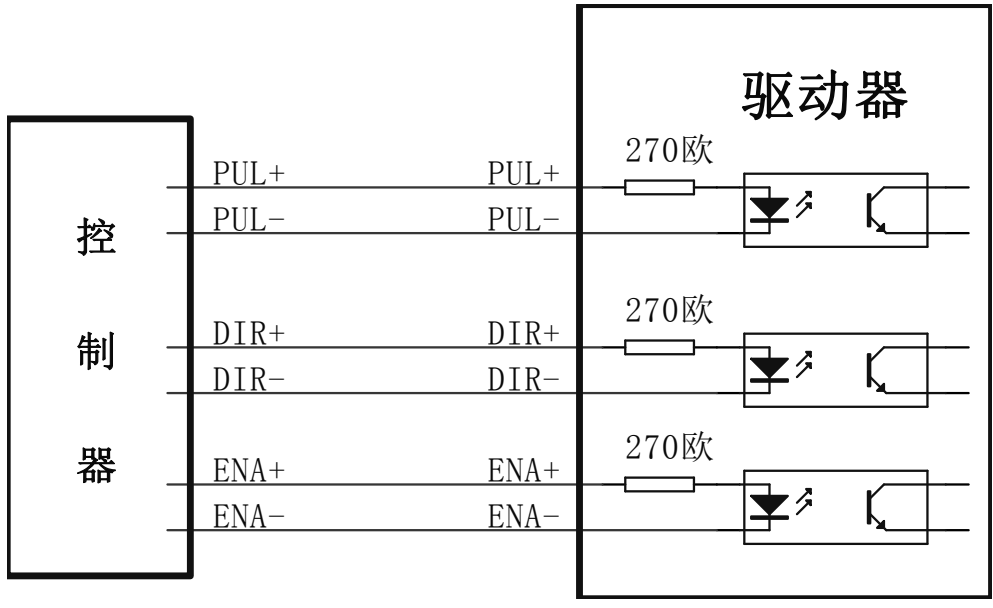 驱动器
控制器
270欧
PUL+ PUL+
PUL- PUL-
270欧
DIR+ DIR+
DIR- DIR-
270欧
ENA+ ENA+
ENA- ENA-